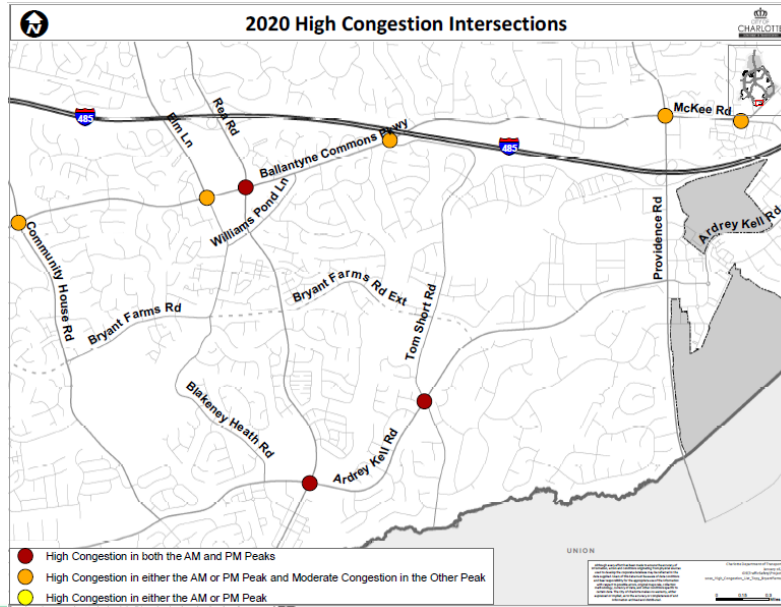 2020 High Congestion Intersections
CITY OF
CHARLOTTE
N
485
Elm Ln
Rea Rd
McKee Rd
Ballantyne Commons Pkwy
485
Williams Pond Ln
Community House Rd
Providence Rd
Ardrey Kell Rd
Bryant Farms Rd
Bryant Farms Rd Ext
Tom Short Rd
Blakeney Heath Rd
Ardrey Kell Rd
UNION
High Congestion in both the AM and PM Peaks
High Congestion in either the AM or PM Peak and Moderate Congestion in the Other Peak
High Congestion in either the AM or PM Peak